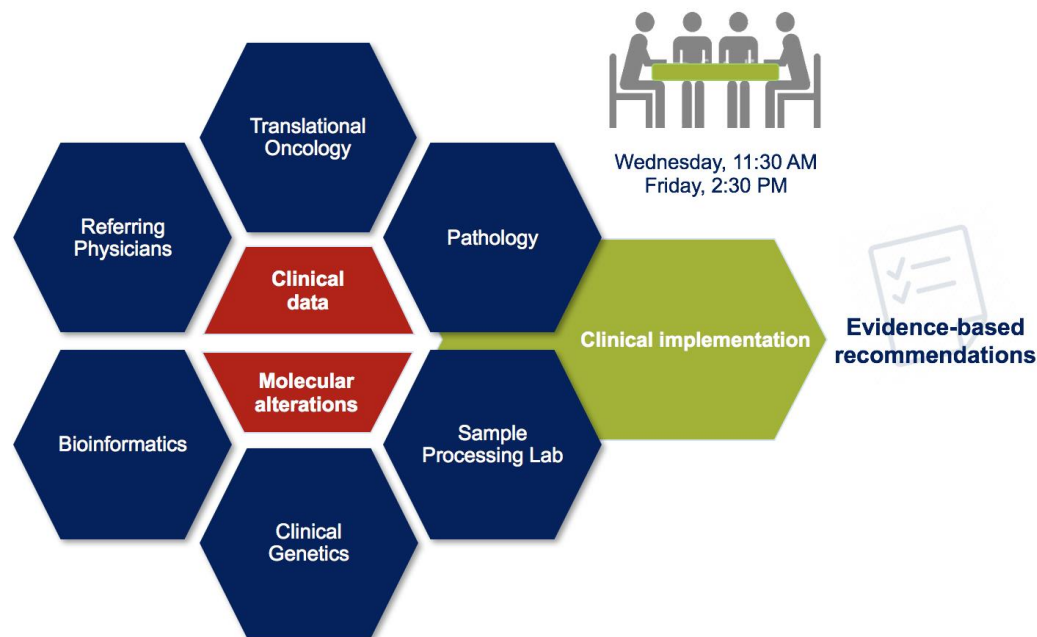 Translational
Oncology
Wednesday, 11:30 AM
Friday, 2:30 PM
Referring
Physicians
Pathology
Clinical
data
Clinical implementation
Evidence-based
recommendations
Molecular
alterations
Bioinformatics
Sample
Processing Lab
Clinical
Genetics